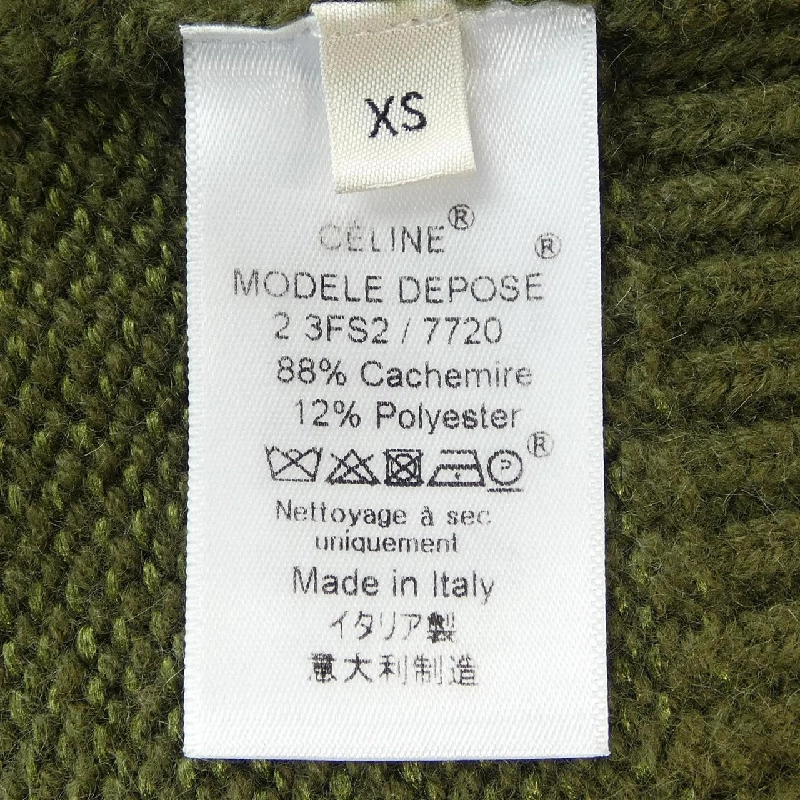 XS
CÉLINE®
MODELE DEPOSE®
2 3FS2 / 7720
88% Cachemire
12% Polyester
P ®
Nettoyage à sec
uniquement
Made in Italy
イタリア製
意大利制造